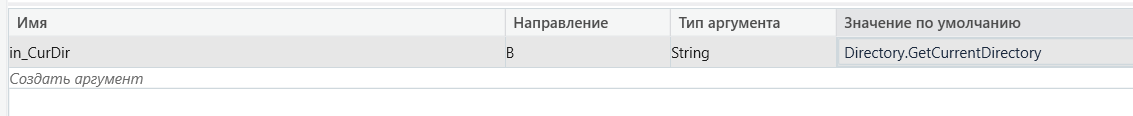 Имя Направление Тип аргумента Значение по умолчанию
in_CurDir В String Directory.GetCurrentDirectory
Создать аргумент